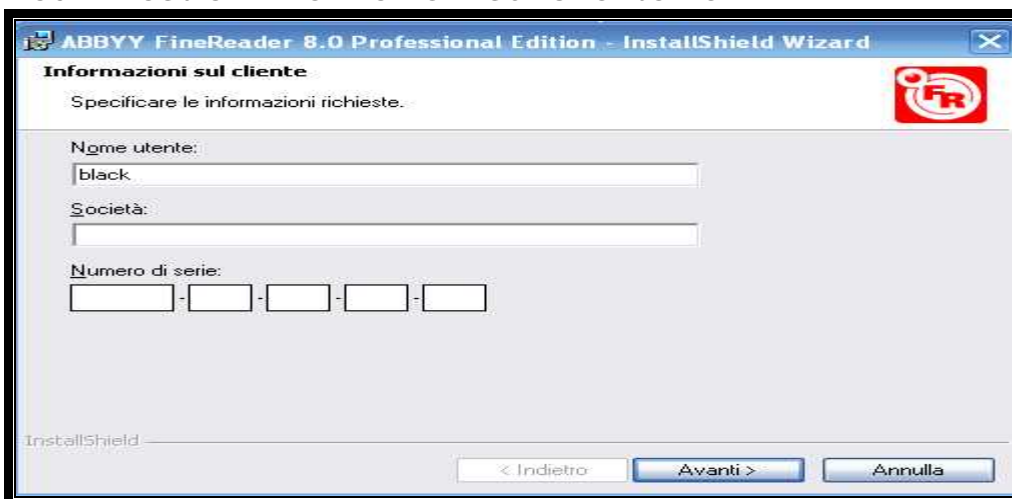 ABBYY FineReader 8.0 Professional Edition - InstallShield Wizard
Informazioni sul cliente
Specificare le informazioni richieste.
FR
Nome utente:
black
Società:
Numero di serie:
- - - -
InstallShield
< Indietro
Avanti >
Annulla